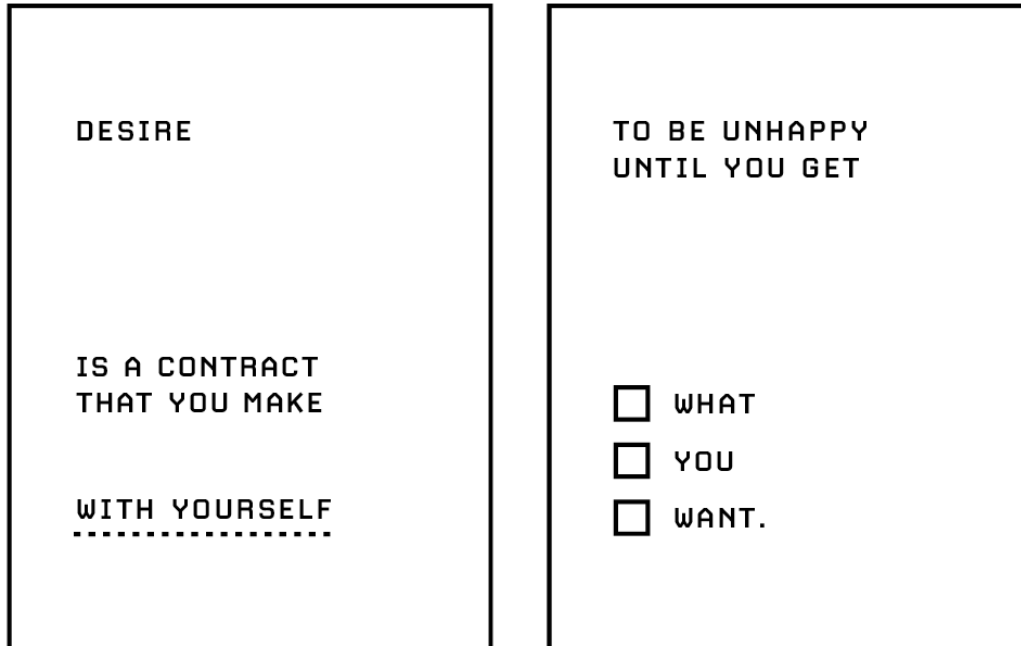 DESIRE
IS A CONTRACT
THAT YOU MAKE
WITH YOURSELF
TO BE UNHAPPY
UNTIL YOU GET
WHAT
YOU
WANT.